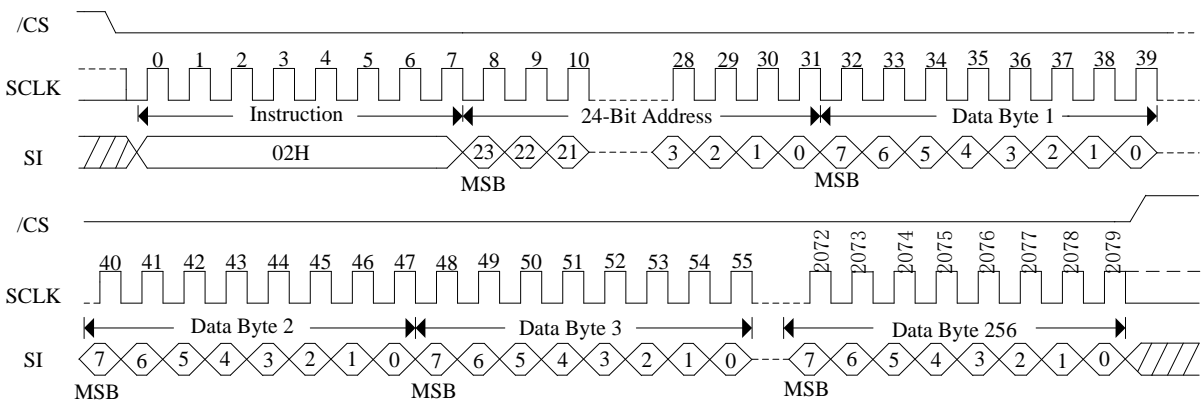 /CS
0 1 2 3 4 5 6 7 8 9 10 28 29 30 31 32 33 34 35 36 37 38 39
SCLK
Instruction 24-Bit Address Data Byte 1
SI 02H 23 22 21 3 2 1 0 7 6 5 4 3 2 1 0
MSB MSB
/CS
40 41 42 43 44 45 46 47 48 49 50 51 52 53 54 55 2072 2073 2074 2075 2076 2077 2078 2079
SCLK
Data Byte 2 Data Byte 3 Data Byte 256
SI 7 6 5 4 3 2 1 0 7 6 5 4 3 2 1 0 7 6 5 4 3 2 1 0
MSB MSB MSB